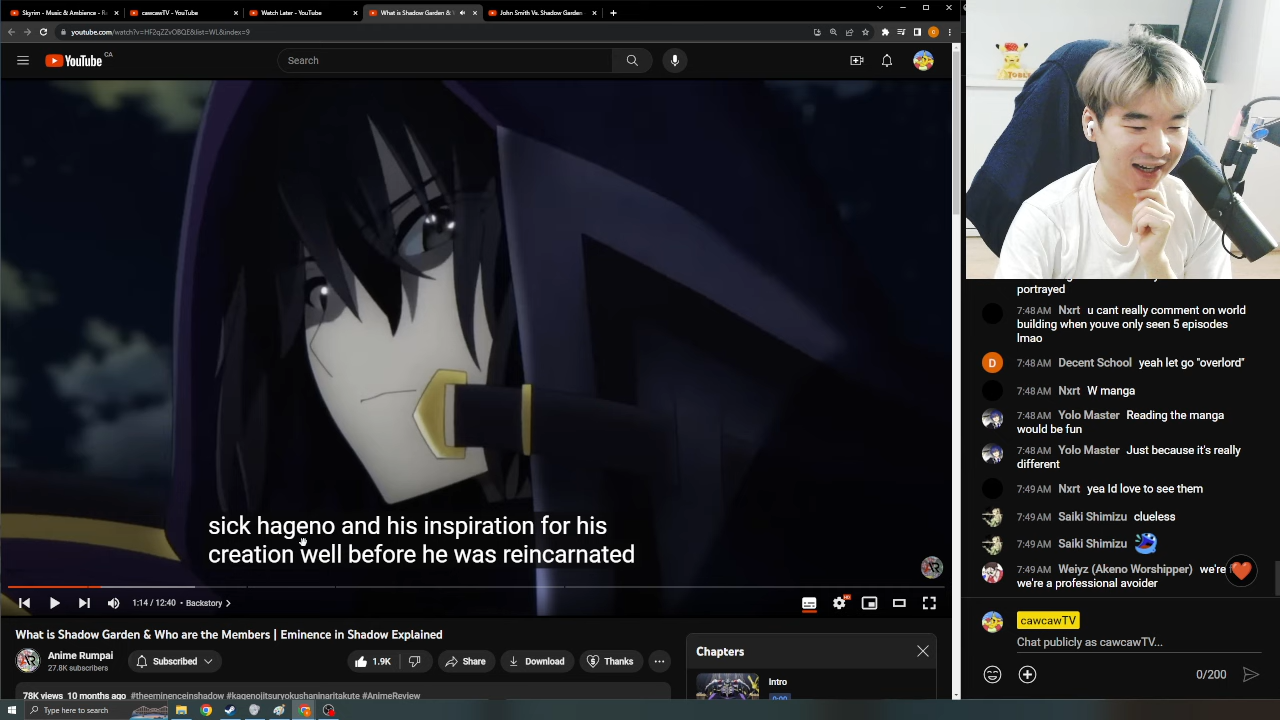 Skyrim - Music & Ambience - R
cawcawTV - YouTube
Watch Later - YouTube
What is Shadow Garden &
John Smith Vs. Shadow Garden
youtube.com/watch?v=HF2qZZvOBQE&list=WL&index=9
YouTube CA
Search
TOBI
sick hageno and his inspiration for his
creation well before he was reincarnated
1:14 / 12:40 • Backstory
HD
What is Shadow Garden & Who are the Members | Eminence in Shadow Explained
Anime Rumpai
27.8K subscribers
Subscribed
1.9K
Share
Download
Thanks
78K views 10 months ago #theeminenceinshadow #kagenojitsuryokushaninaritakute #AnimeReview
Chapters
Intro
0:00
portrayed
7:48 AM Nxrt u cant really comment on world
building when youve only seen 5 episodes
lmao
D
7:48 AM Decent School yeah let go "overlord"
7:48 AM Nxrt W manga
7:48 AM Yolo Master Reading the manga
would be fun
7:48 AM Yolo Master Just because it's really
different
7:49 AM Nxrt yea Id love to see them
7:49 AM Saiki Shimizu clueless
7:49 AM Saiki Shimizu
7:49 AM Weiyz (Akeno Worshipper) we're
we're a professional avoider
cawcawTV
Chat publicly as cawcawTV...
0/200
Type here to search